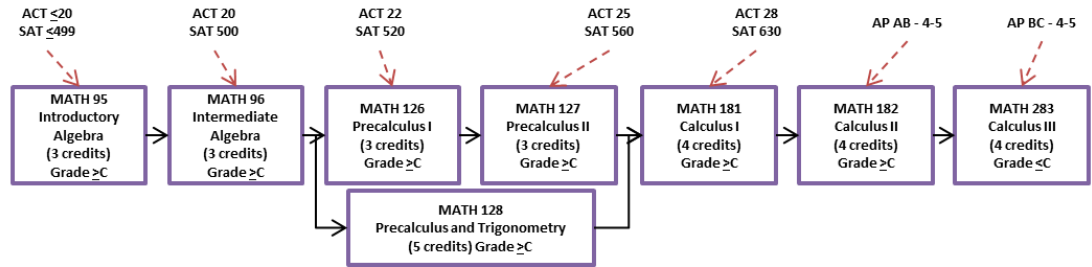 ACT ≤20
SAT ≤499
ACT 20
SAT 500
ACT 22
SAT 520
ACT 25
SAT 560
ACT 28
SAT 630
AP AB - 4-5
AP BC - 4-5
MATH 95
Introductory
Algebra
(3 credits)
Grade ≥C
MATH 96
Intermediate
Algebra
(3 credits)
Grade ≥C
MATH 126
Precalculus I
(3 credits)
Grade ≥C
MATH 127
Precalculus II
(3 credits)
Grade ≥C
MATH 181
Calculus I
(4 credits)
Grade ≥C
MATH 182
Calculus II
(4 credits)
Grade ≥C
MATH 283
Calculus III
(4 credits)
Grade ≤C
MATH 128
Precalculus and Trigonometry
(5 credits) Grade ≥C